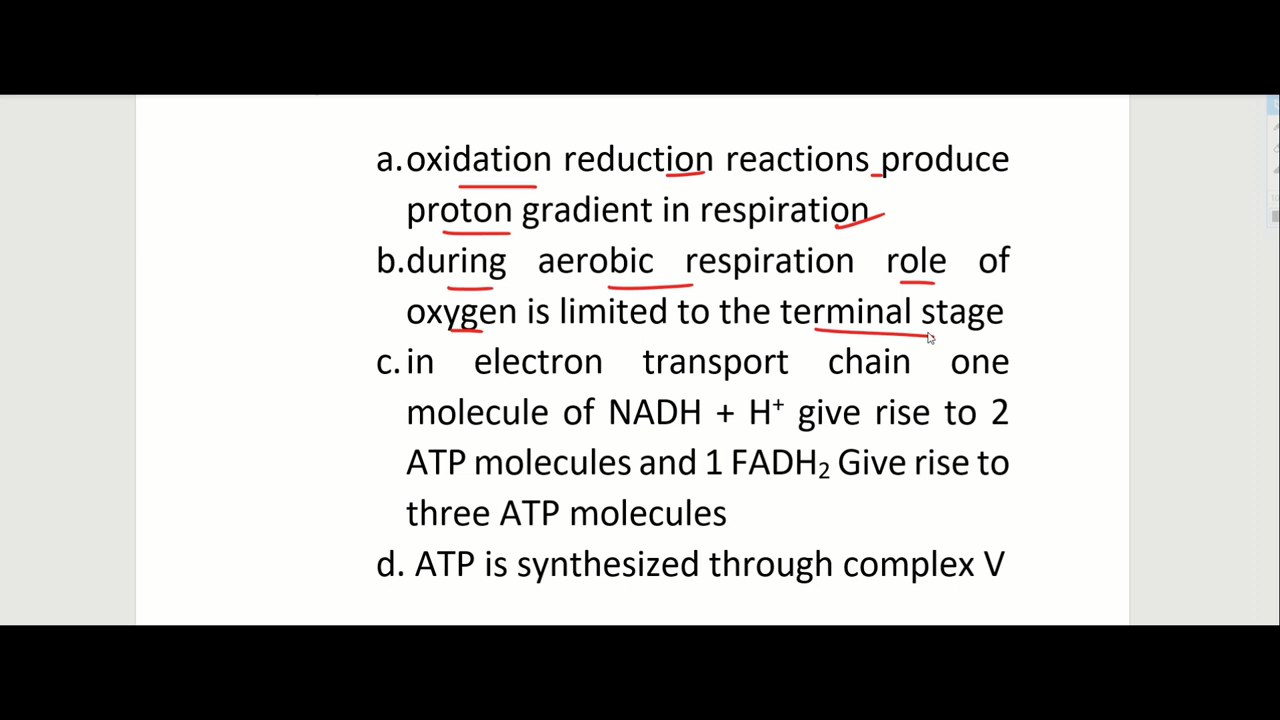 a. oxidation reduction reactions produce
proton gradient in respiration
b. during aerobic respiration role of
oxygen is limited to the terminal stage
c. in electron transport chain one
molecule of NADH + H⁺ give rise to 2
ATP molecules and 1 FADH₂ Give rise to
three ATP molecules
d. ATP is synthesized through complex V